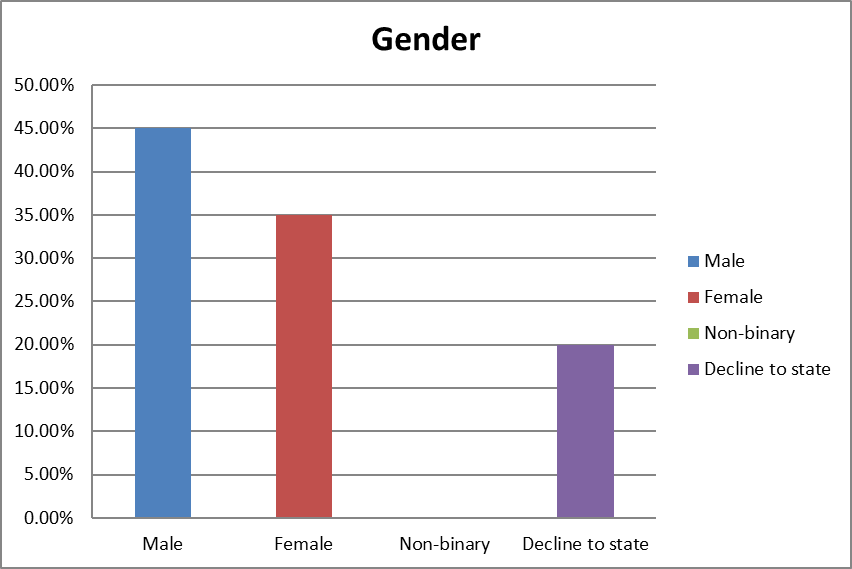 Gender
50.00%
45.00%
40.00%
35.00%
30.00%
25.00%
20.00%
15.00%
10.00%
5.00%
0.00%
Male
Female
Non-binary
Decline to state
Male
Female
Non-binary
Decline to state